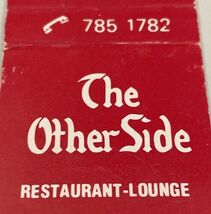 785 1782
The
Other Side
RESTAURANT-LOUNGE